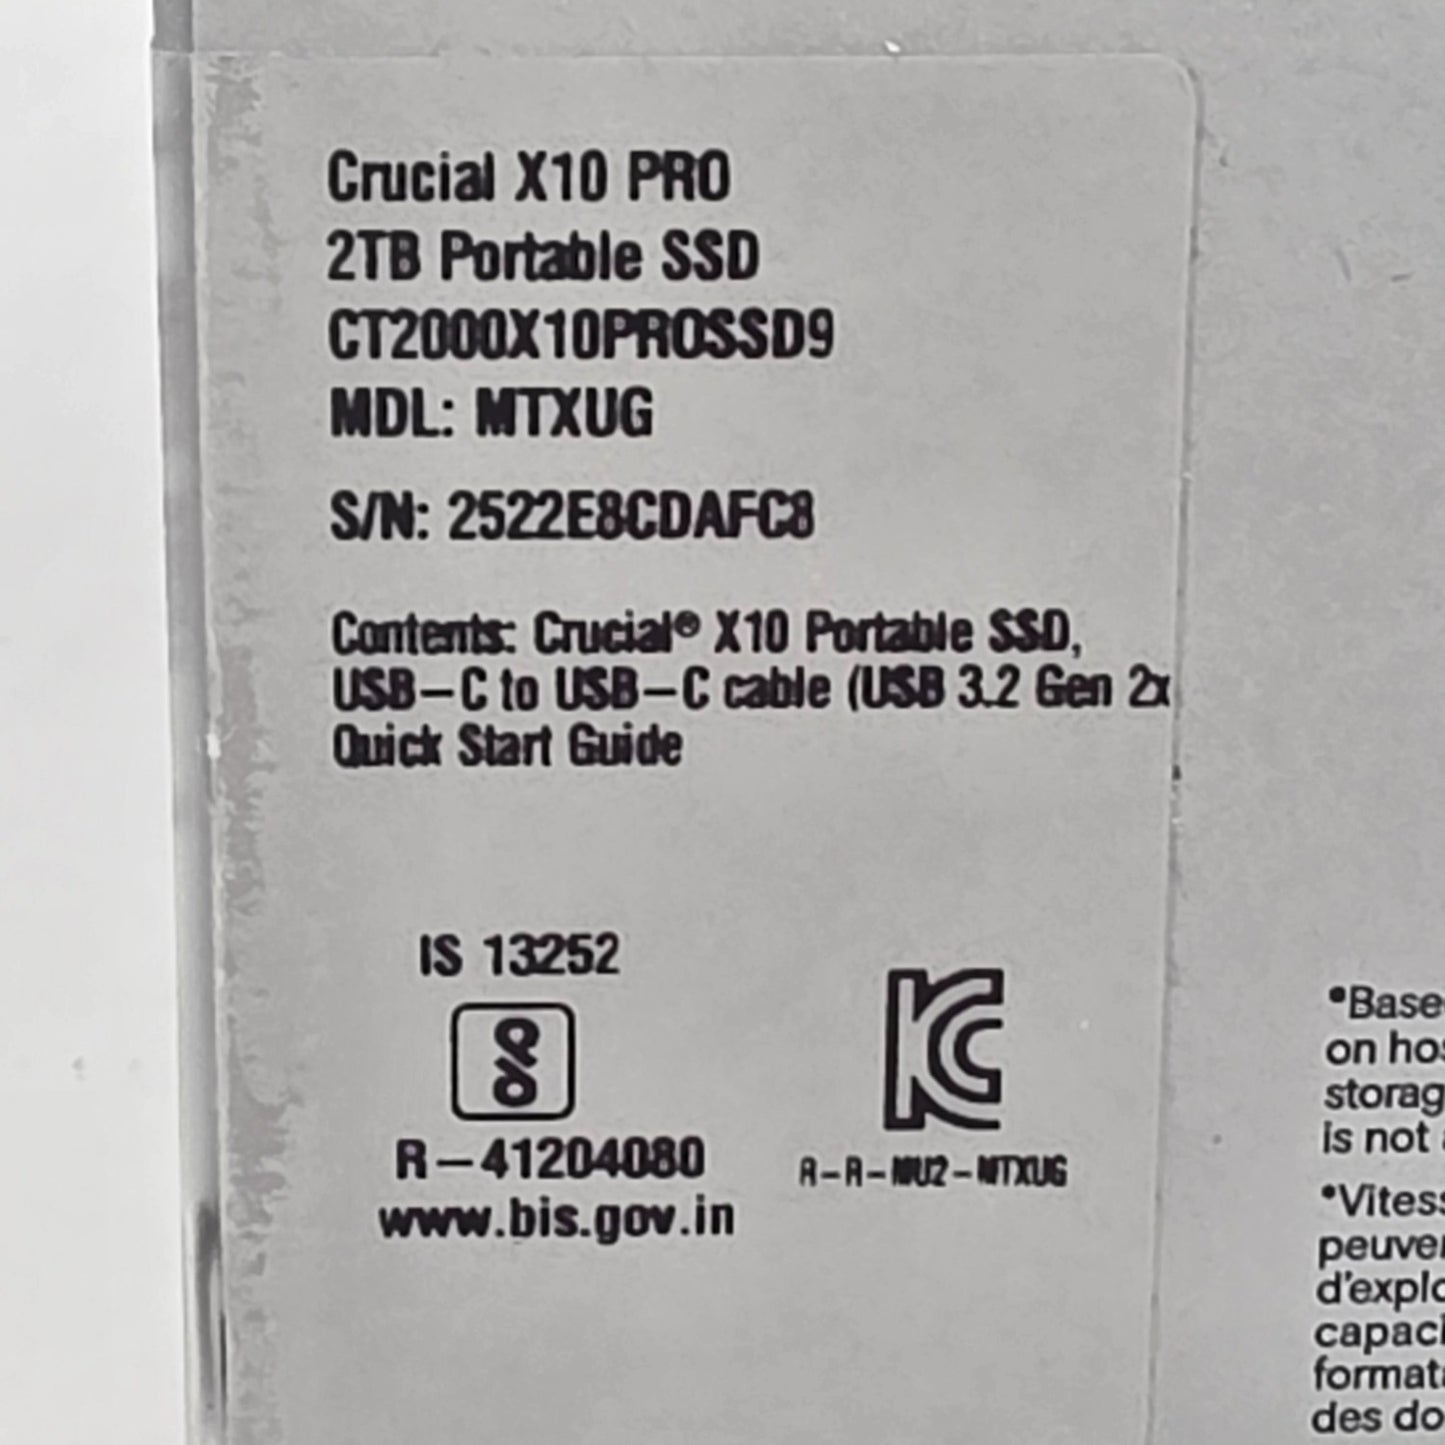 Crucial X10 PRO
2TB Portable SSD
CT2000X10PROSSD9
MDL: MTXUG
S/N: 2522E8CDAFC8
Contents: Crucial® X10 Portable SSD,
USB-C to USB-C cable (USB 3.2 Gen 2x
Quick Start Guide
IS 13252
R-41204080
www.bis.gov.in
R-R-MU2-MTXUG
*Base
on hos
storag
is not
*Vitess
peuve
d'explo
capaci
format
des do